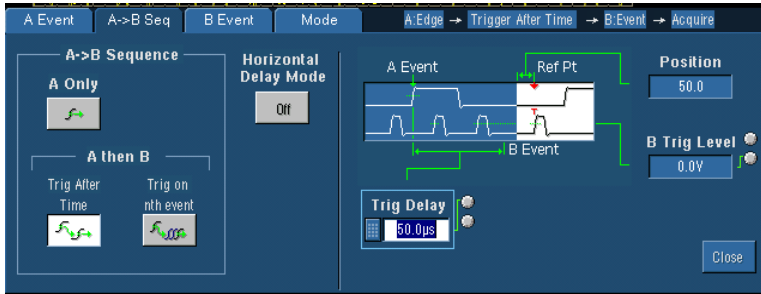 A Event
A->B Seq
B Event
Mode
A:Edge → Trigger After Time → B:Event → Acquire
A->B Sequence
A Only
A then B
Trig After
Time
Trig on
nth event
Horizontal
Delay Mode
Off
A Event
Ref Pt
T
B Event
Trig Delay
50.0µs
Position
50.0
B Trig Level
0.0V
Close